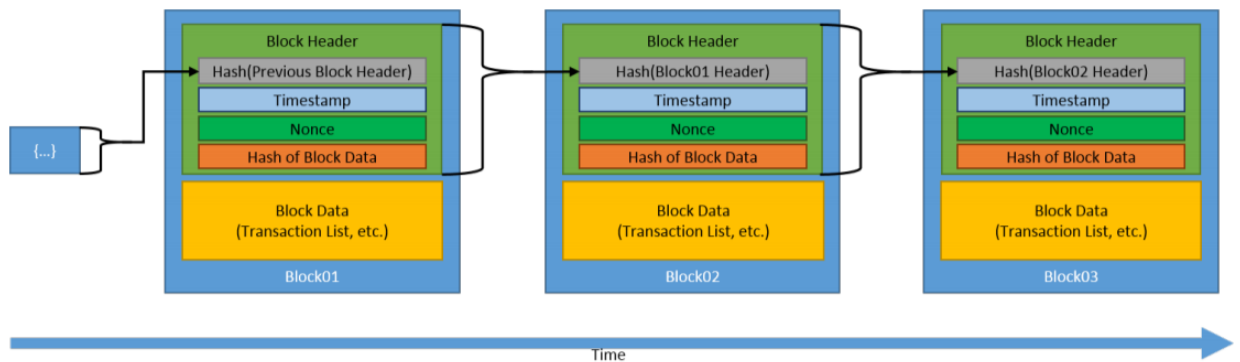 {...}
Block Header
Hash(Previous Block Header)
Timestamp
Nonce
Hash of Block Data
Block Data
(Transaction List, etc.)
Block01
Block Header
Hash(Block01 Header)
Timestamp
Nonce
Hash of Block Data
Block Data
(Transaction List, etc.)
Block02
Block Header
Hash(Block02 Header)
Timestamp
Nonce
Hash of Block Data
Block Data
(Transaction List, etc.)
Block03
Time